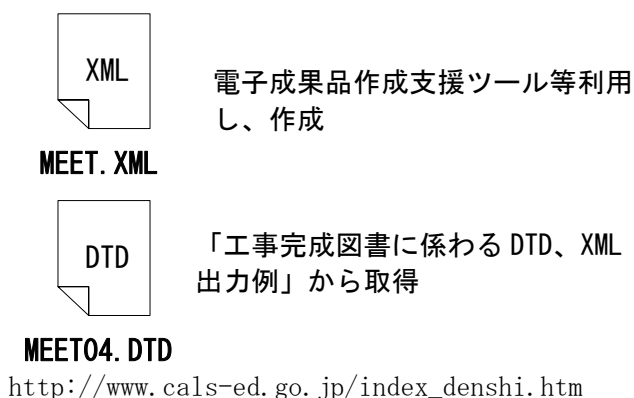 XML
電子成果品作成支援ツール等利用
し、作成
MEET.XML
DTD
「工事完成図書に係わる DTD、XML
出力例」から取得
MEET04.DTD
http://www.cals-ed.go.jp/index_denshi.htm